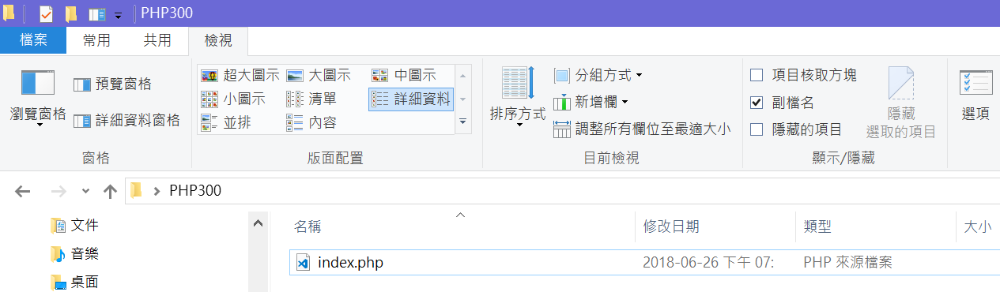 PHP300
檔案 常用 共用 檢視
瀏覽窗格
預覽窗格
詳細資料窗格
窗格
超大圖示 大圖示 中圖示
小圖示 清單 詳細資料
並排 內容
版面配置
排序方式
分組方式
新增欄
調整所有欄位至最適大小
目前檢視
項目核取方塊
副檔名
隱藏的項目
隱藏
選取的項目
顯示/隱藏
選項
PHP300
文件
音樂
桌面
名稱 修改日期 類型 大小
index.php 2018-06-26 下午 07: PHP 來源檔案